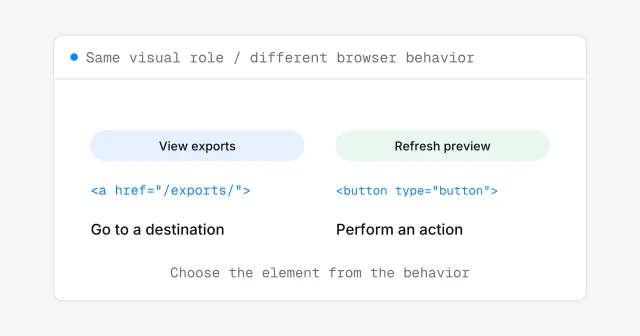 Same visual role / different browser behavior
View exports
Refresh preview
<a href="/exports/">
<button type="button">
Go to a destination
Perform an action
Choose the element from the behavior